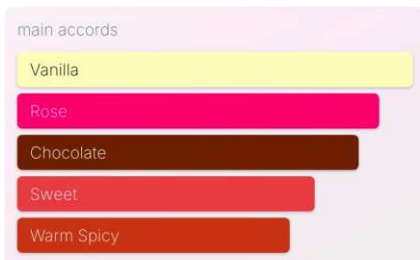 main accords
Vanilla
Rose
Chocolate
Sweet
Warm Spicy